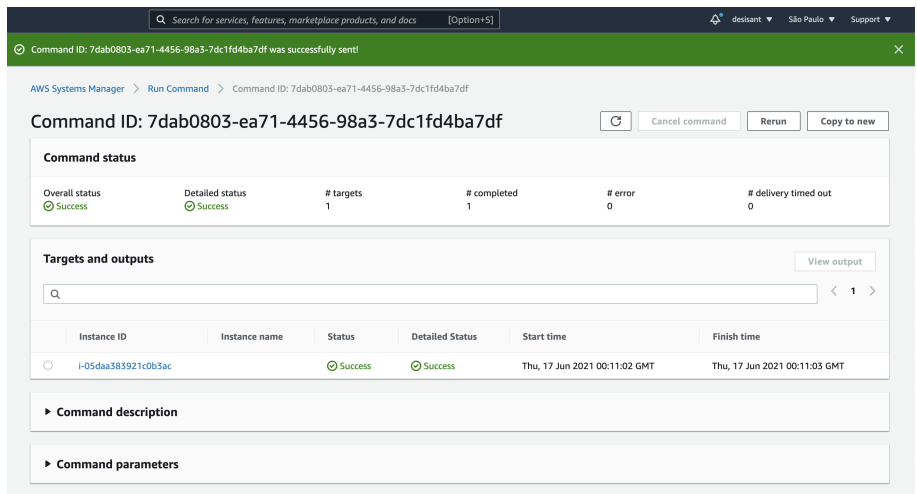 Search for services, features, marketplace products, and docs [Option+S] desisant São Paulo Support
Command ID: 7dab0803-ea71-4456-98a3-7dc1fd4ba7df was successfully sent!
AWS Systems Manager > Run Command > Command ID: 7dab0803-ea71-4456-98a3-7dc1fd4ba7df
Command ID: 7dab0803-ea71-4456-98a3-7dc1fd4ba7df Cancel command Rerun Copy to new
Command status
Overall status Detailed status # targets # completed # error # delivery timed out
Success Success 1 1 0 0
Targets and outputs View output
1
Instance ID Instance name Status Detailed Status Start time Finish time
i-05daa383921c0b3ac Success Success Thu, 17 Jun 2021 00:11:02 GMT Thu, 17 Jun 2021 00:11:03 GMT
Command description
Command parameters